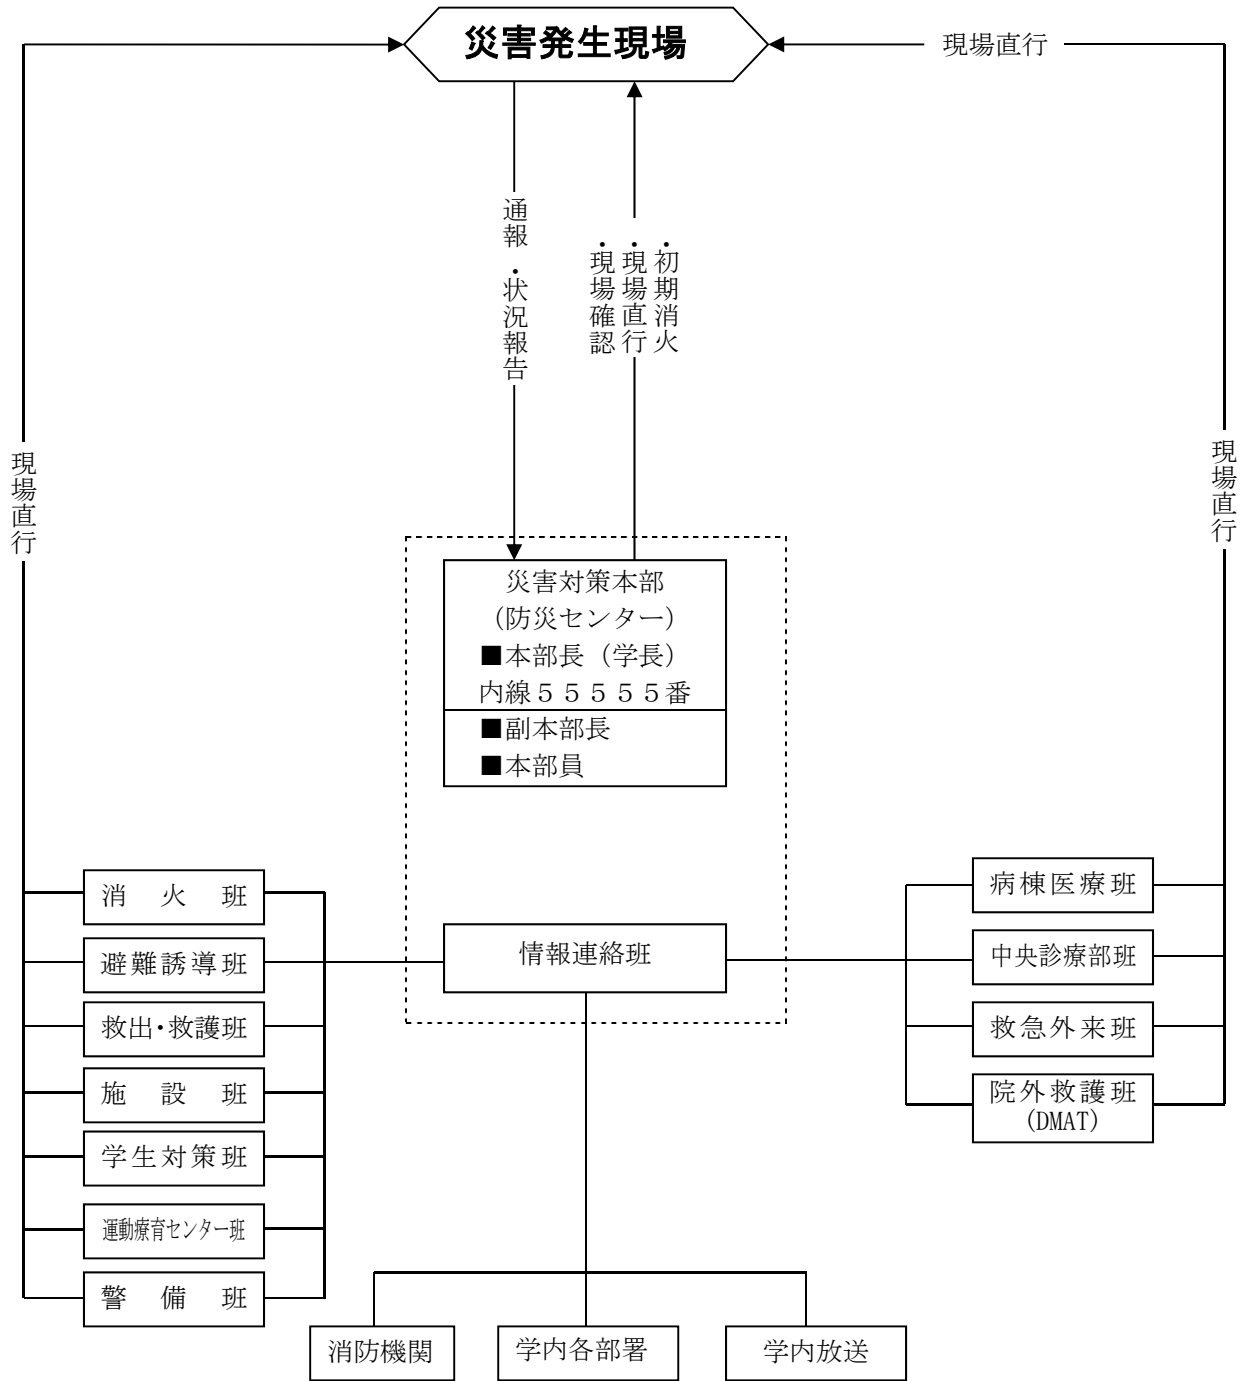 災害発生現場
現場直行
通報・状況報告
・初期消火
・現場直行
・現場確認
現場直行
現場直行
災害対策本部
(防災センター)
■本部長(学長)
内線55555番
■副本部長
■本部員
消火班
避難誘導班
救出・救護班
施設班
学生対策班
運動療育センター班
警備班
情報連絡班
病棟医療班
中央診療部班
救急外来班
院外救護班
(DMAT)
消防機関
学内各部署
学内放送